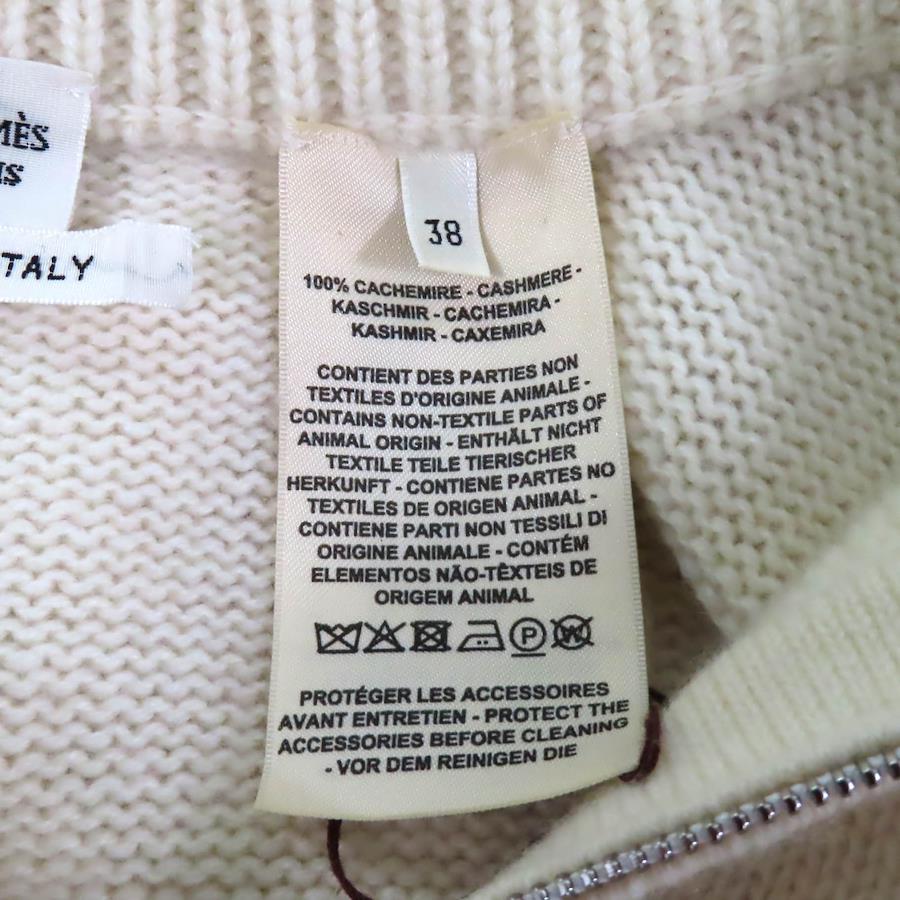 MÈS
IS
TALY
38
100% CACHEMIRE - CASHMERE -
KASCHMIR - CACHEMIRA -
KASHMIR - CAXEMIRA
CONTIENT DES PARTIES NON
TEXTILES D'ORIGINE ANIMALE -
CONTAINS NON-TEXTILE PARTS OF
ANIMAL ORIGIN - ENTHÄLT NICHT
TEXTILE TEILE TIERISCHER
HERKUNFT - CONTIENE PARTES NO
TEXTILES DE ORIGEN ANIMAL -
CONTIENE PARTI NON TESSILI DI
ORIGINE ANIMALE - CONTÉM
ELEMENTOS NÃO-TÊXTEIS DE
ORIGEM ANIMAL
P W
PROTÉGER LES ACCESSOIRES
AVANT ENTRETIEN - PROTECT THE
ACCESSORIES BEFORE CLEANING
- VOR DEM REINIGEN DIE